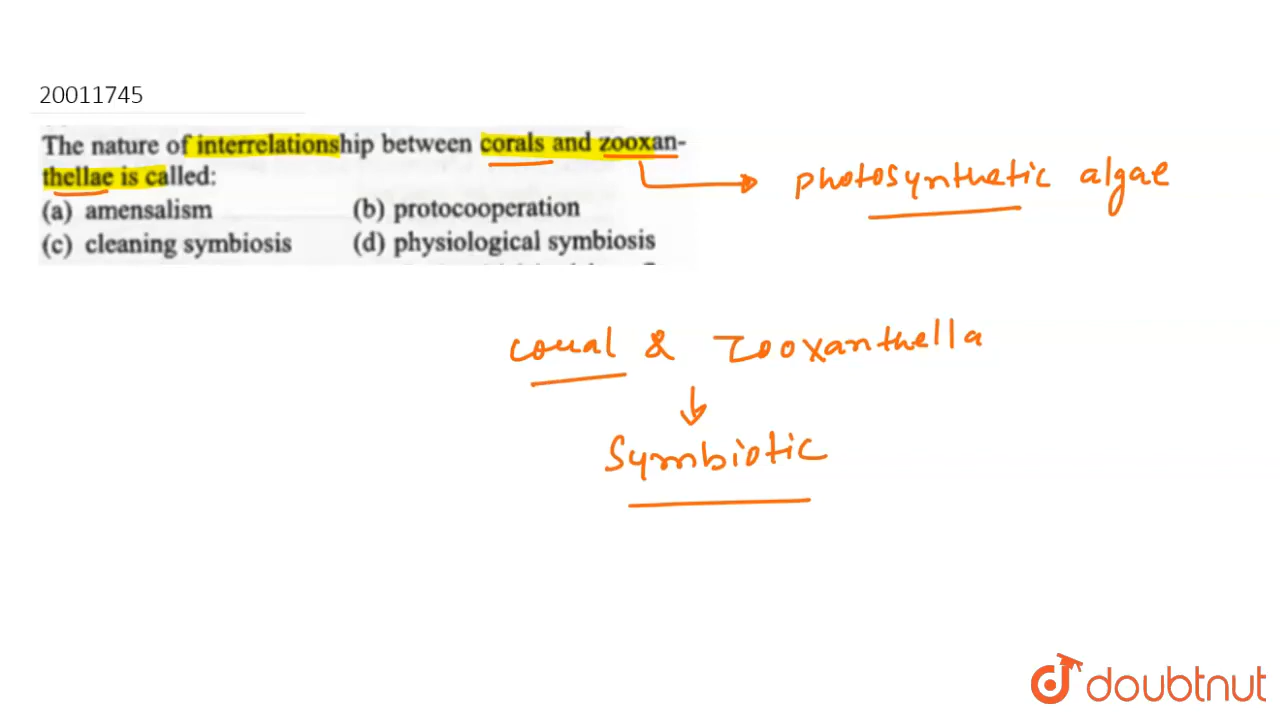 20011745
The nature of interrelationship between corals and zooxan-
thellae is called:
(a) amensalism (b) protocooperation
(c) cleaning symbiosis (d) physiological symbiosis
photosynthetic algae
coral & zooxanthella
Symbiotic
doubtnut